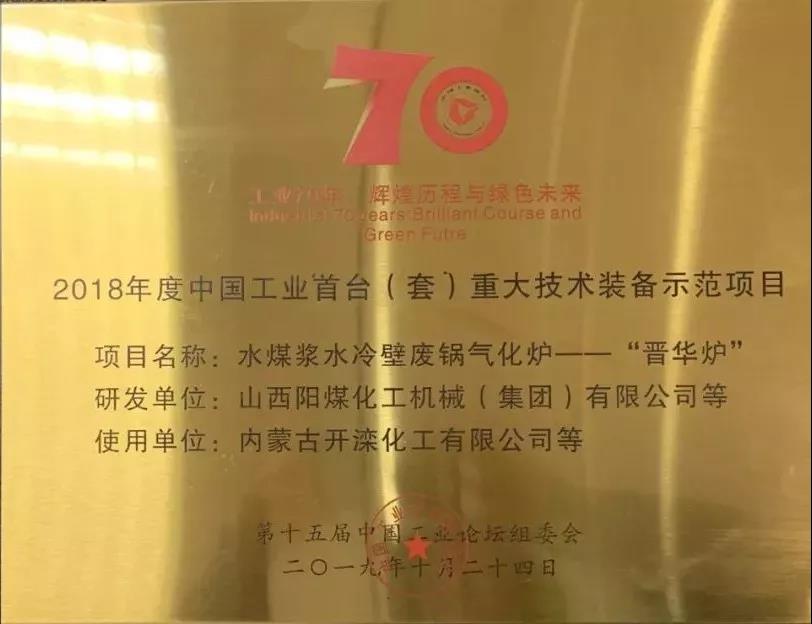 70
工业70年：辉煌历程与绿色未来
Industrial 70 years: Brilliant Course and
Green Futre
2018年度中国工业首台（套）重大技术装备示范项目
项目名称：水煤浆水冷壁废锅气化炉——“晋华炉”
研发单位：山西阳煤化工机械（集团）有限公司等
使用单位：内蒙古开滦化工有限公司等
第十五届中国工业论坛组委会
二〇一九年十月二十四日